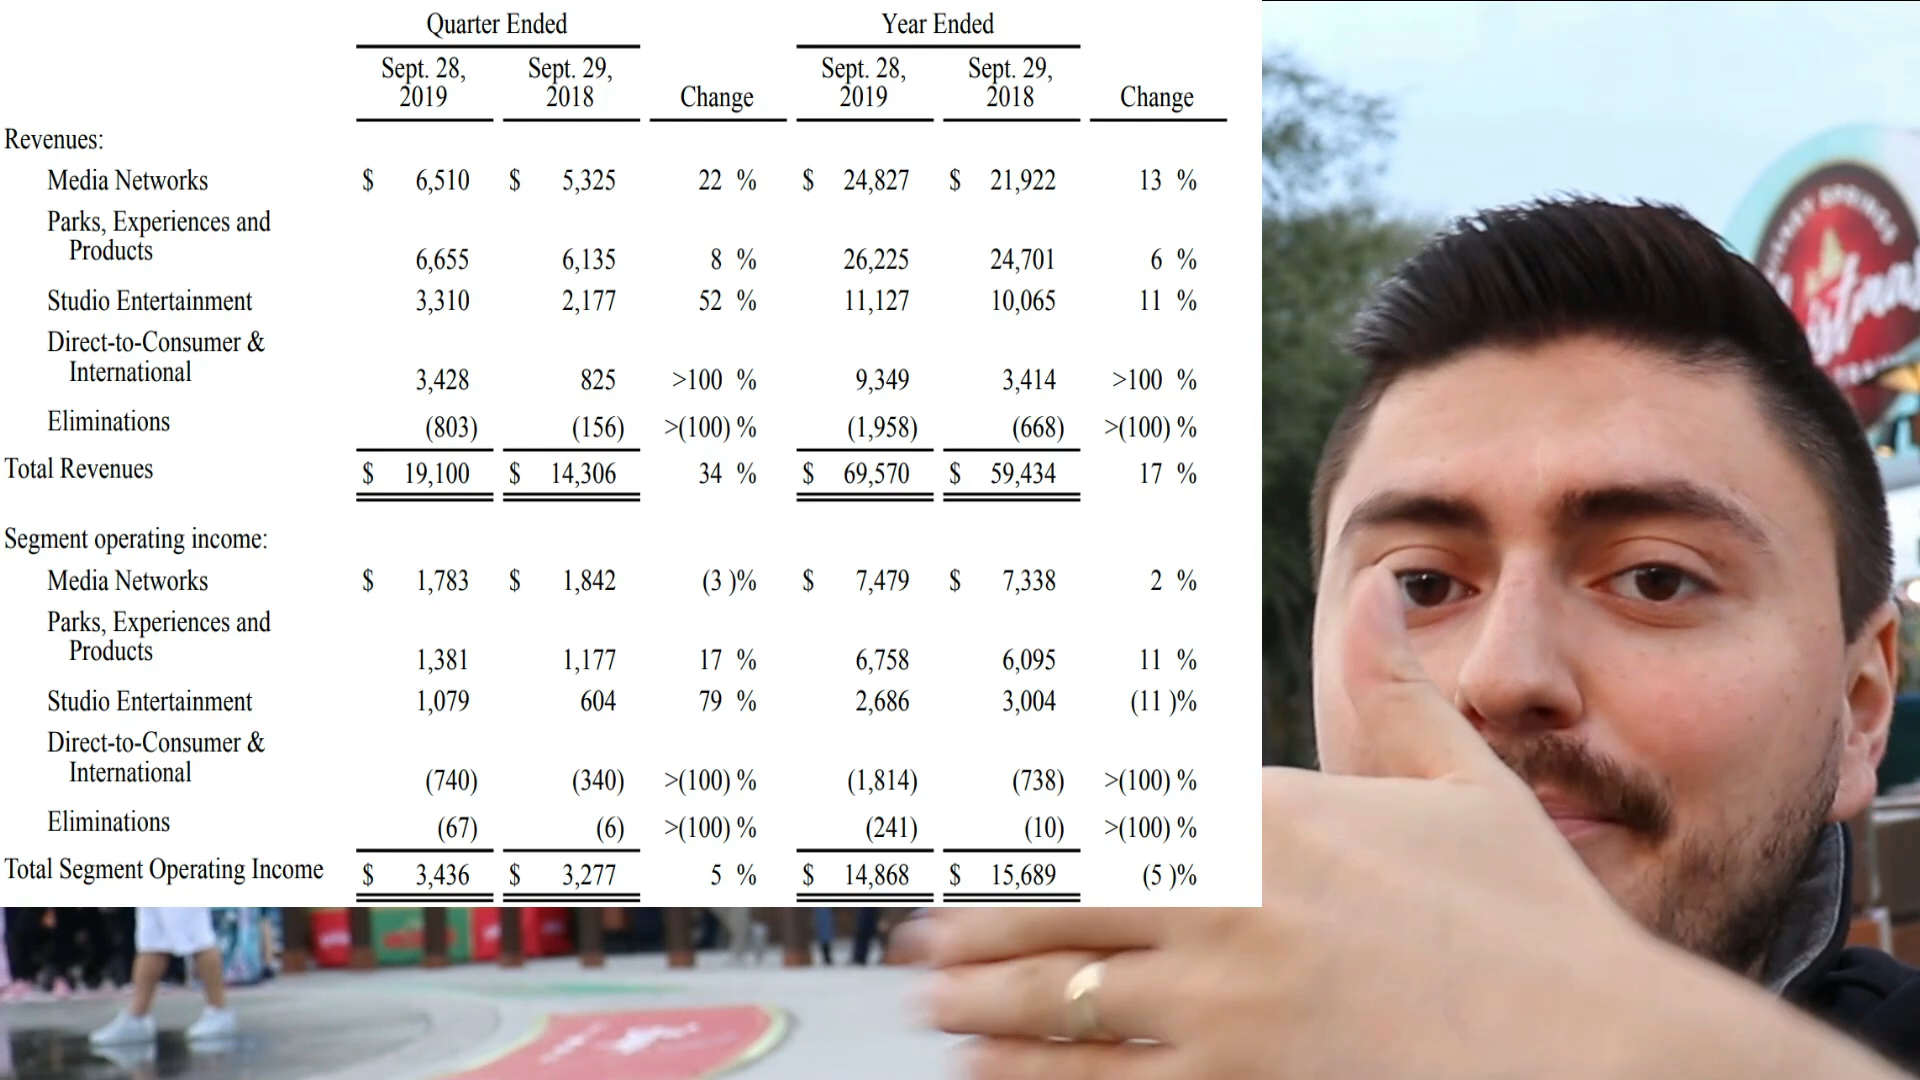 Quarter Ended Year Ended
Sept. 28, Sept. 29, Sept. 28, Sept. 29,
2019 2018 Change 2019 2018 Change
Revenues:
Media Networks $ 6,510 $ 5,325 22 % $ 24,827 $ 21,922 13 %
Parks, Experiences and
Products 6,655 6,135 8 % 26,225 24,701 6 %
Studio Entertainment 3,310 2,177 52 % 11,127 10,065 11 %
Direct-to-Consumer &
International 3,428 825 >100 % 9,349 3,414 >100 %
Eliminations (803) (156) >(100) % (1,958) (668) >(100) %
Total Revenues $ 19,100 $ 14,306 34 % $ 69,570 $ 59,434 17 %
Segment operating income:
Media Networks $ 1,783 $ 1,842 (3 )% $ 7,479 $ 7,338 2 %
Parks, Experiences and
Products 1,381 1,177 17 % 6,758 6,095 11 %
Studio Entertainment 1,079 604 79 % 2,686 3,004 (11 )%
Direct-to-Consumer &
International (740) (340) >(100) % (1,814) (738) >(100) %
Eliminations (67) (6) >(100) % (241) (10) >(100) %
Total Segment Operating Income $ 3,436 $ 3,277 5 % $ 14,868 $ 15,689 (5 )%
SPRINGS